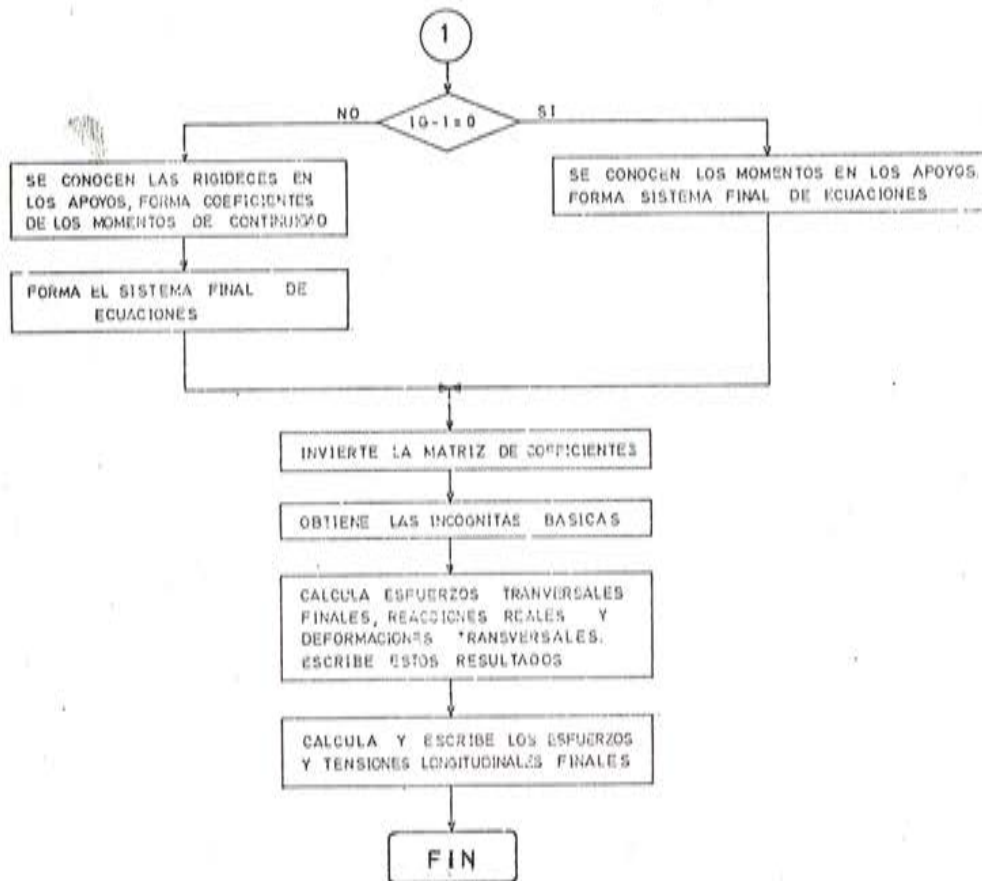 1
NO
IG-1=0
SI
SE CONOCEN LAS RIGIDECES EN
LOS APOYOS, FORMA COEFICIENTES
DE LOS MOMENTOS DE CONTINUIDAD
SE CONOCEN LOS MOMENTOS EN LOS APOYOS.
FORMA SISTEMA FINAL DE ECUACIONES
FORMA EL SISTEMA FINAL DE
ECUACIONES
INVIERTE LA MATRIZ DE COEFICIENTES
OBTIENE LAS INCOGNITAS BASICAS
CALCULA ESFUERZOS TRANVERSALES
FINALES, REACCIONES REALES Y
DEFORMACIONES TRANSVERSALES.
ESCRIBE ESTOS RESULTADOS
CALCULA Y ESCRIBE LOS ESFUERZOS
Y TENSIONES LONGITUDINALES FINALES
FIN